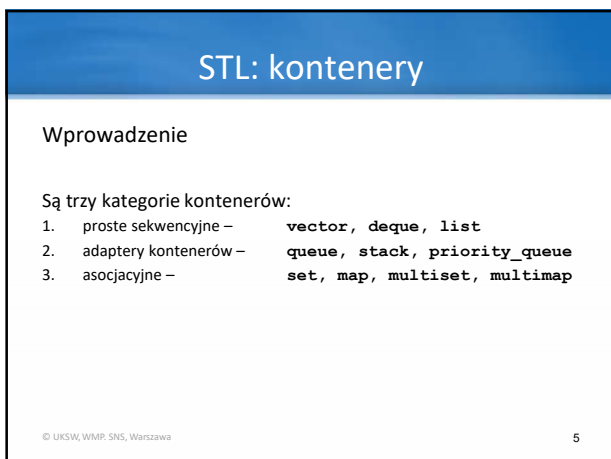 STL: kontenery
Wprowadzenie
Są trzy kategorie kontenerów:
1. proste sekwencyjne – vector, deque, list
2. adaptery kontenerów – queue, stack, priority_queue
3. asocjacyjne – set, map, multiset, multimap
© UKSW, WMP. SNS, Warszawa 5